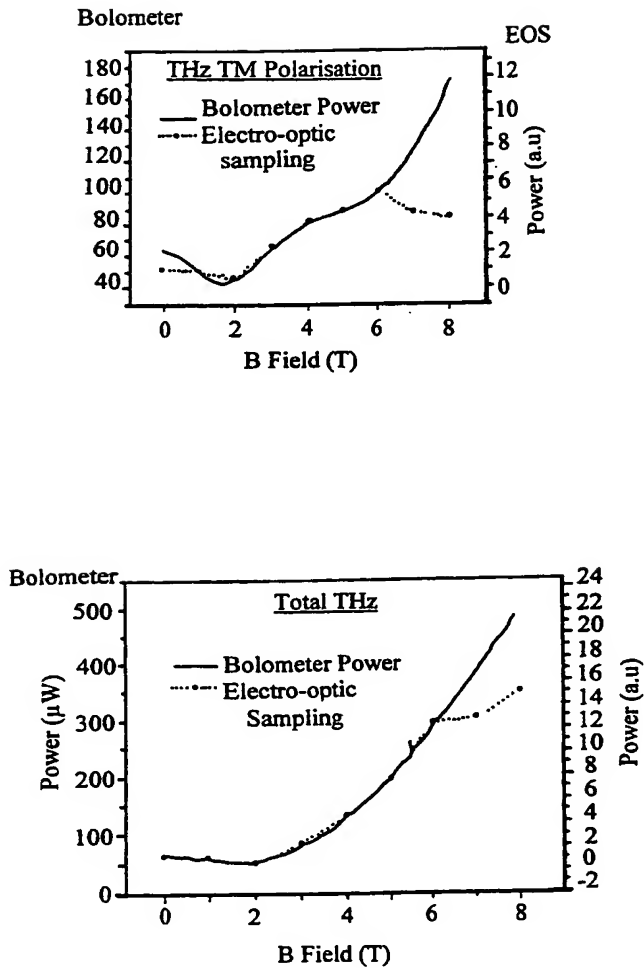 Bolometer
EOS
THz TM Polarisation
Bolometer Power
Electro-optic
sampling
180
160
140
120
100
80
60
40
12
10
8
6
4
2
0
Power (a.u)
0 2 4 6 8
B Field (T)
Bolometer
Total THz
Bolometer Power
Electro-optic
Sampling
Power (µW)
500
400
300
200
100
0
24
22
20
18
16
14
12
10
8
6
4
2
0
-2
Power (a.u)
0 2 4 6 8
B Field (T)